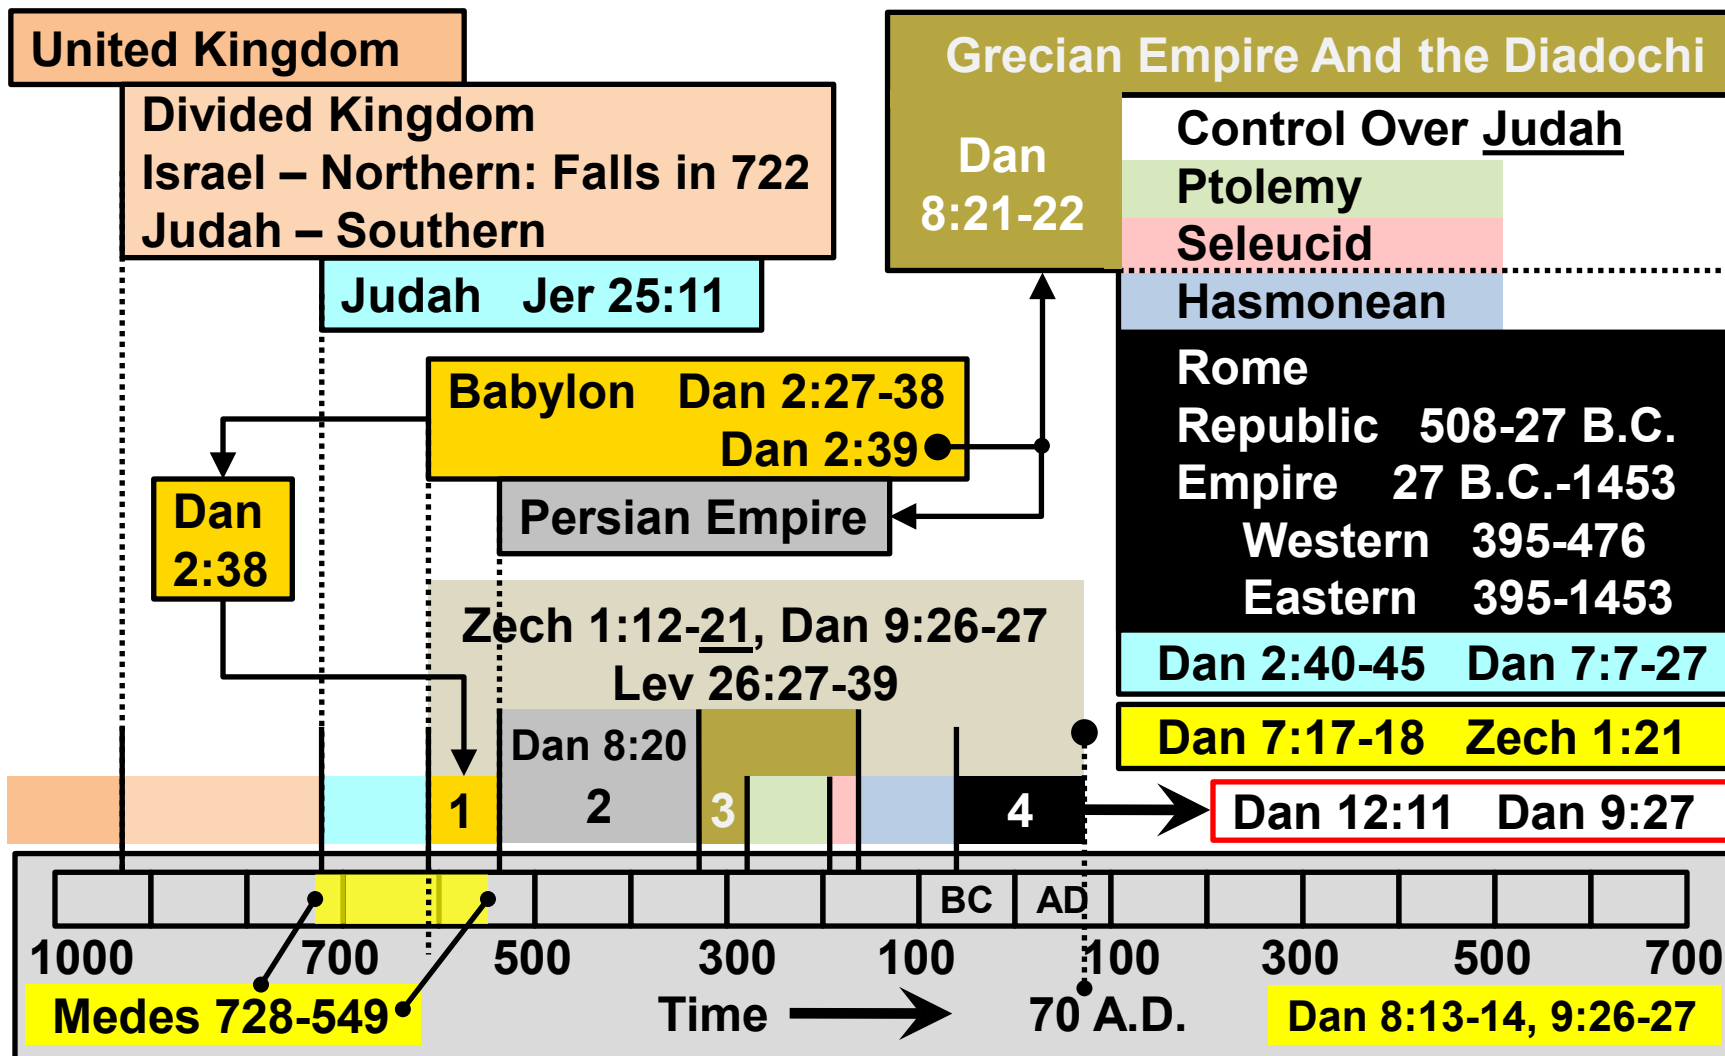 United Kingdom
Divided Kingdom
Israel – Northern: Falls in 722
Judah – Southern
Judah Jer 25:11
Babylon Dan 2:27-38
Dan 2:39
Persian Empire
Dan
2:38
Grecian Empire And the Diadochi
Dan
8:21-22
Control Over Judah
Ptolemy
Seleucid
Hasmonean
Rome
Republic 508-27 B.C.
Empire 27 B.C.-1453
Western 395-476
Eastern 395-1453
Dan 2:40-45 Dan 7:7-27
Dan 7:17-18 Zech 1:21
Dan 12:11 Dan 9:27
Zech 1:12-21, Dan 9:26-27
Lev 26:27-39
Dan 8:20
1 2 3 4
BC AD
1000 700 500 300 100 100 300 500 700
Medes 728-549
Time
70 A.D.
Dan 8:13-14, 9:26-27